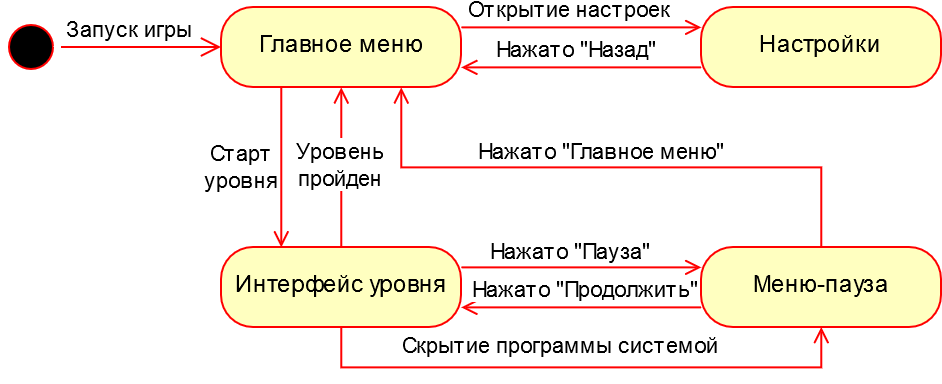 Запуск игры
Главное меню
Открытие настроек
Нажато "Назад"
Настройки
Старт
уровня
Уровень
пройден
Нажато "Главное меню"
Интерфейс уровня
Нажато "Пауза"
Нажато "Продолжить"
Меню-пауза
Скрытие программы системой